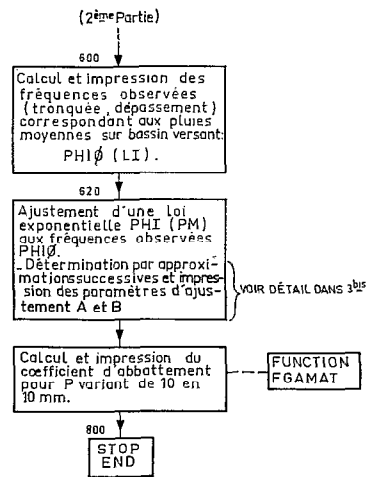 (2ème Partie)
600
Calcul et impression des
fréquences observées
(tronquée, dépassement)
correspondant aux pluies
moyennes sur bassin versant:
PHIØ (LI).
620
Ajustement d'une loi
exponentielle PHI (PM)
aux fréquences observées
PHIØ.
_ Détermination par approxi-
mations successives et impres-
sion des paramètres d'ajus-
tement A et B
VOIR DÉTAIL DANS 3bis
Calcul et impression du
coefficient d'abbattement
pour P variant de 10 en
10 mm.
FUNCTION
FGAMAT
800
STOP
END